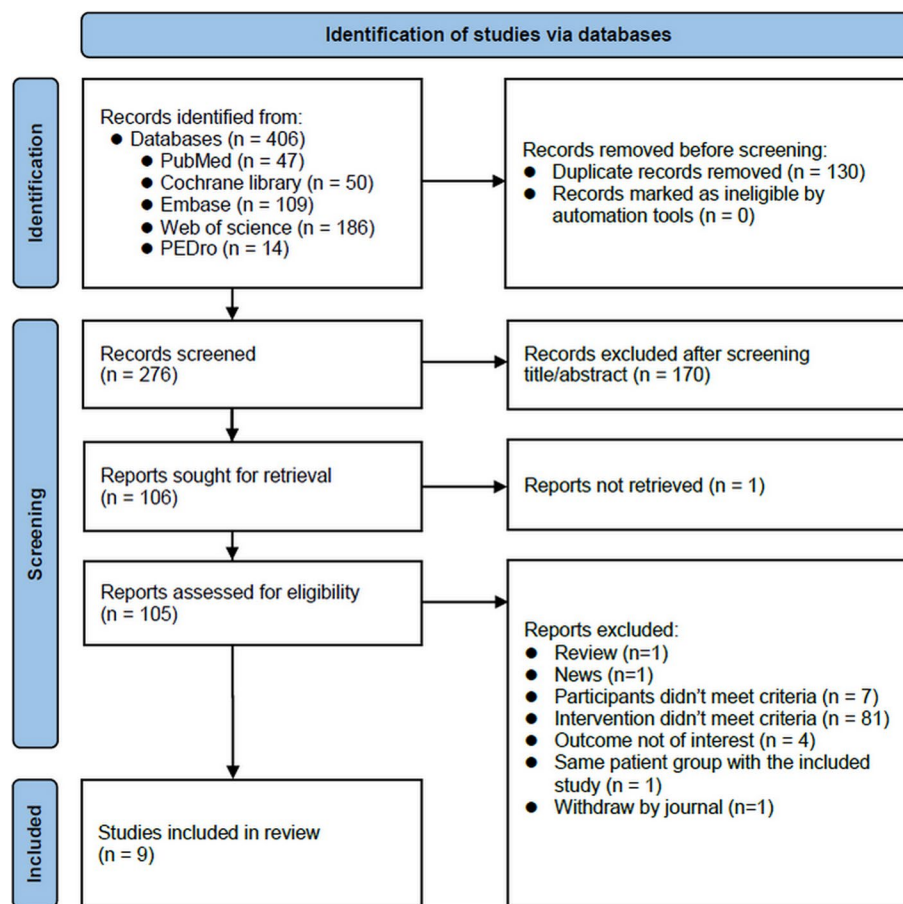 Identification of studies via databases
Identification
Records identified from:
● Databases (n = 406)
● PubMed (n = 47)
● Cochrane library (n = 50)
● Embase (n = 109)
● Web of science (n = 186)
● PEDro (n = 14)
Records removed before screening:
● Duplicate records removed (n = 130)
● Records marked as ineligible by
automation tools (n = 0)
Screening
Records screened
(n = 276)
Records excluded after screening
title/abstract (n = 170)
Reports sought for retrieval
(n = 106)
Reports not retrieved (n = 1)
Reports assessed for eligibility
(n = 105)
Reports excluded:
● Review (n=1)
● News (n=1)
● Participants didn’t meet criteria (n = 7)
● Intervention didn’t meet criteria (n = 81)
● Outcome not of interest (n = 4)
● Same patient group with the included
study (n = 1)
● Withdraw by journal (n=1)
Included
Studies included in review
(n = 9)